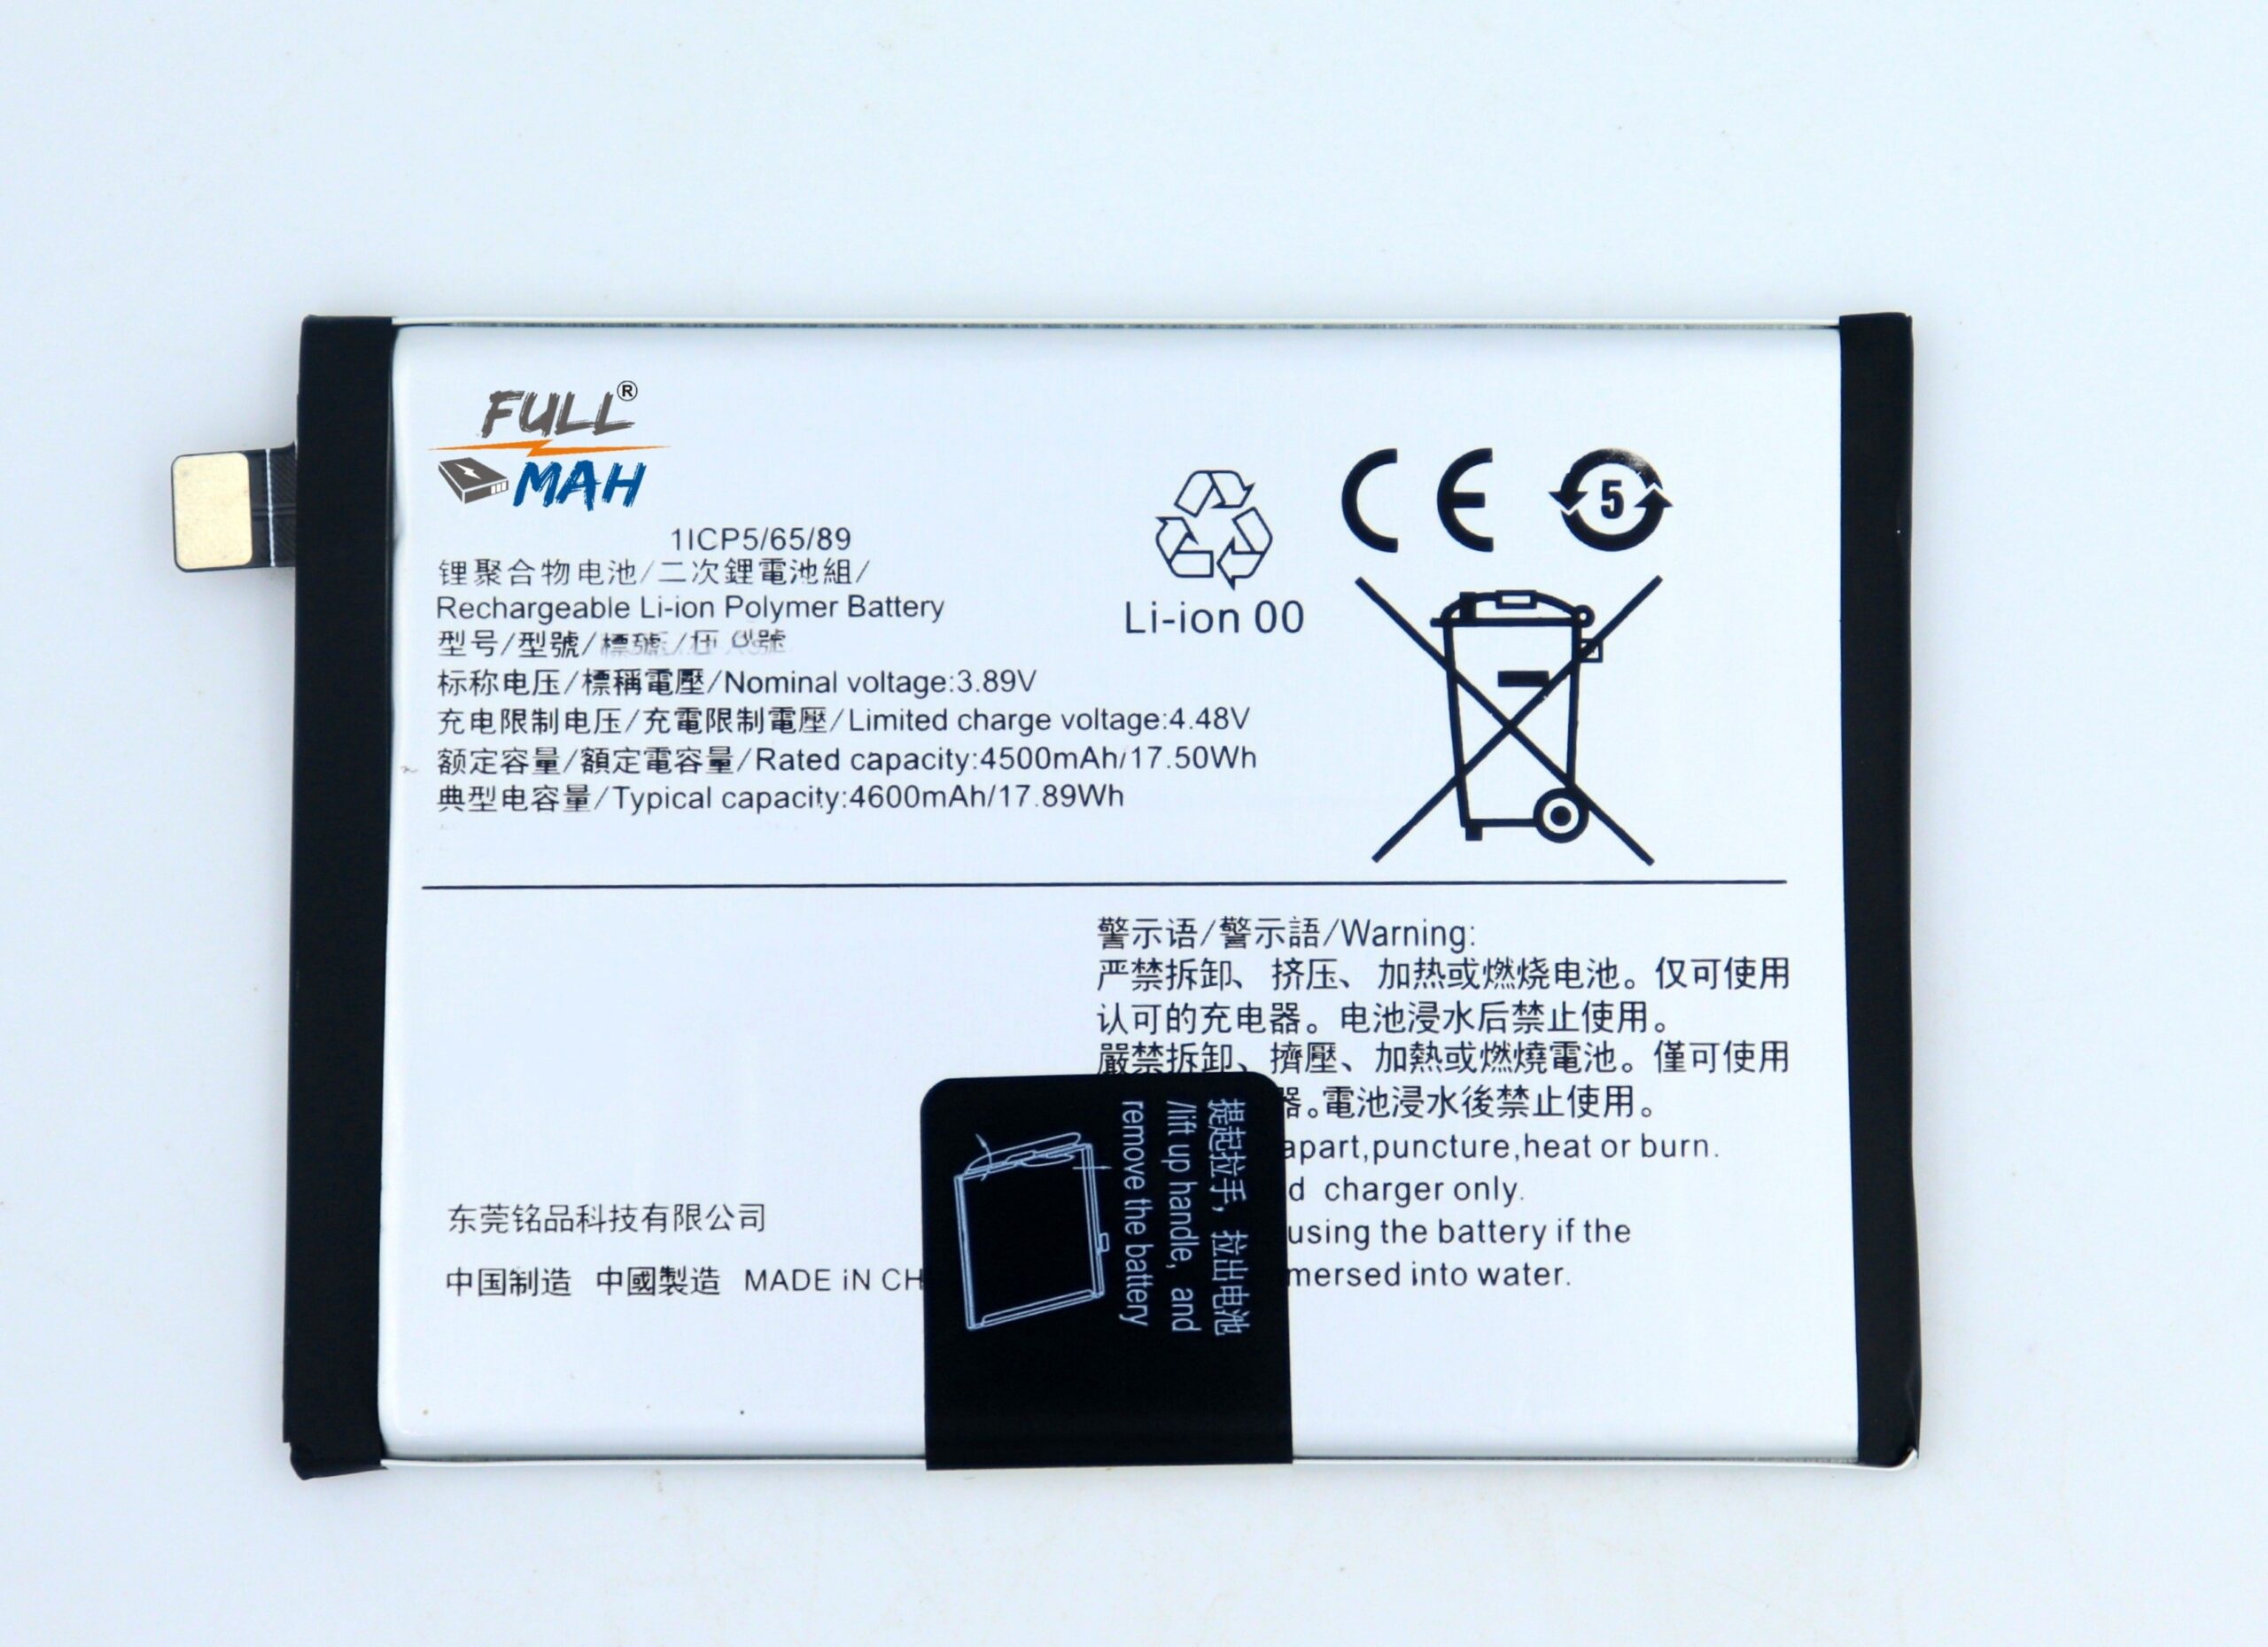 FULL®
MAH
1ICP5/65/89
锂聚合物电池/二次鋰電池組/
Rechargeable Li-ion Polymer Battery
型号/型號/
标称电压/標稱電壓/Nominal voltage:3.89V
充电限制电压/充電限制電壓/Limited charge voltage:4.48V
额定容量/額定電容量/Rated capacity:4500mAh/17.50Wh
典型电容量/Typical capacity:4600mAh/17.89Wh
Li-ion 00
CE
5
警示语/警示語/Warning:
严禁拆卸、挤压、加热或燃烧电池。仅可使用
认可的充电器。电池浸水后禁止使用。
嚴禁拆卸、擠壓、加熱或燃燒電池。僅可使用
器。電池浸水後禁止使用。
apart,puncture,heat or burn.
d charger only.
using the battery if the
mersed into water.
东莞铭品科技有限公司
中国制造 中國製造 MADE iN CH
提起拉手，拉出电池
/lift up handle, and
remove the battery